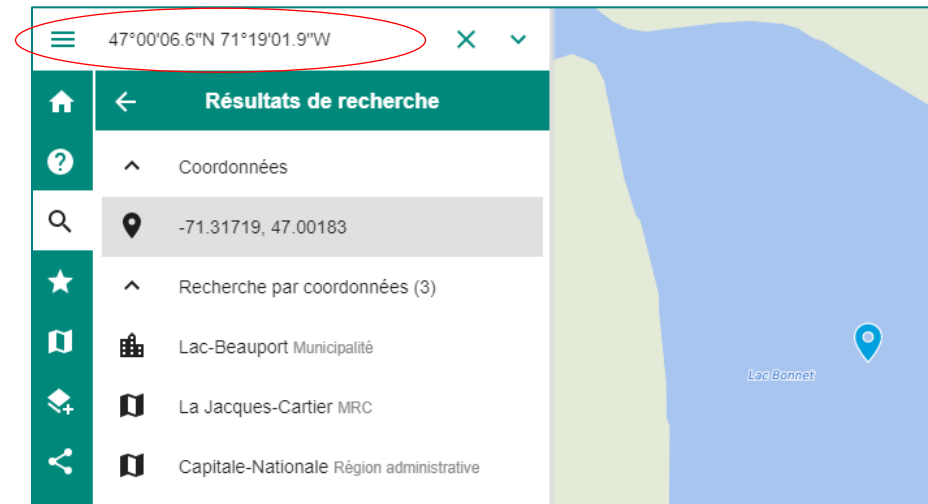 47°00'06.6"N 71°19'01.9"W
Résultats de recherche
Coordonnées
-71.31719, 47.00183
Recherche par coordonnées (3)
Lac-Beauport Municipalité
La Jacques-Cartier MRC
Capitale-Nationale Région administrative
Lac Bonnet